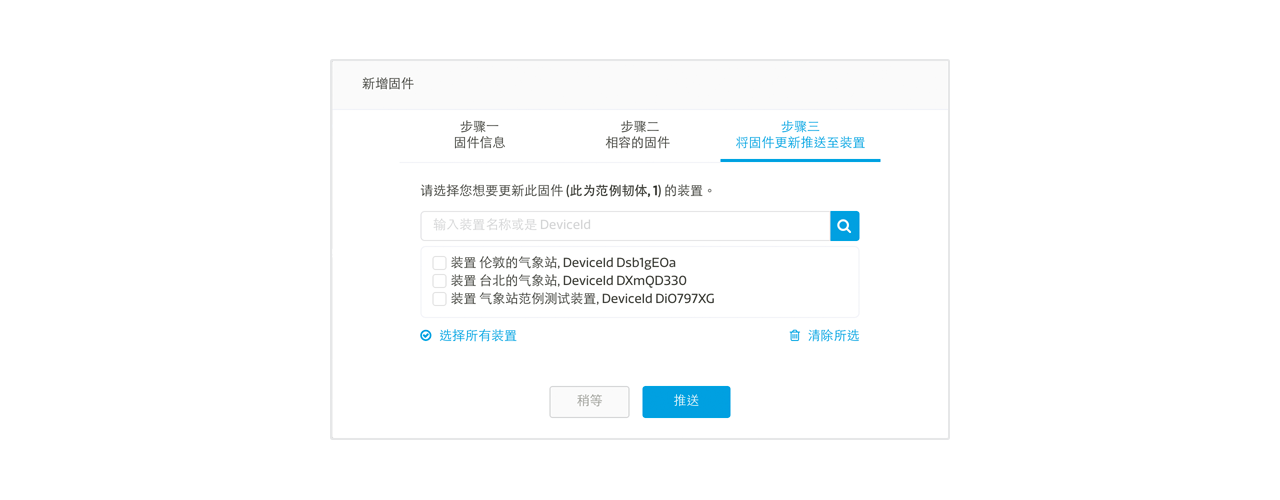 新增固件
步骤一
固件信息
步骤二
相容的固件
步骤三
将固件更新推送至装置
请选择您想要更新此固件 (此为范例韧体, 1) 的装置。
输入装置名称或是 DeviceId
装置 伦敦的气象站, DeviceId Dsb1gEOa
装置 台北的气象站, DeviceId DXmQD330
装置 气象站范例测试装置, DeviceId DiO797XG
选择所有装置
清除所选
稍等
推送